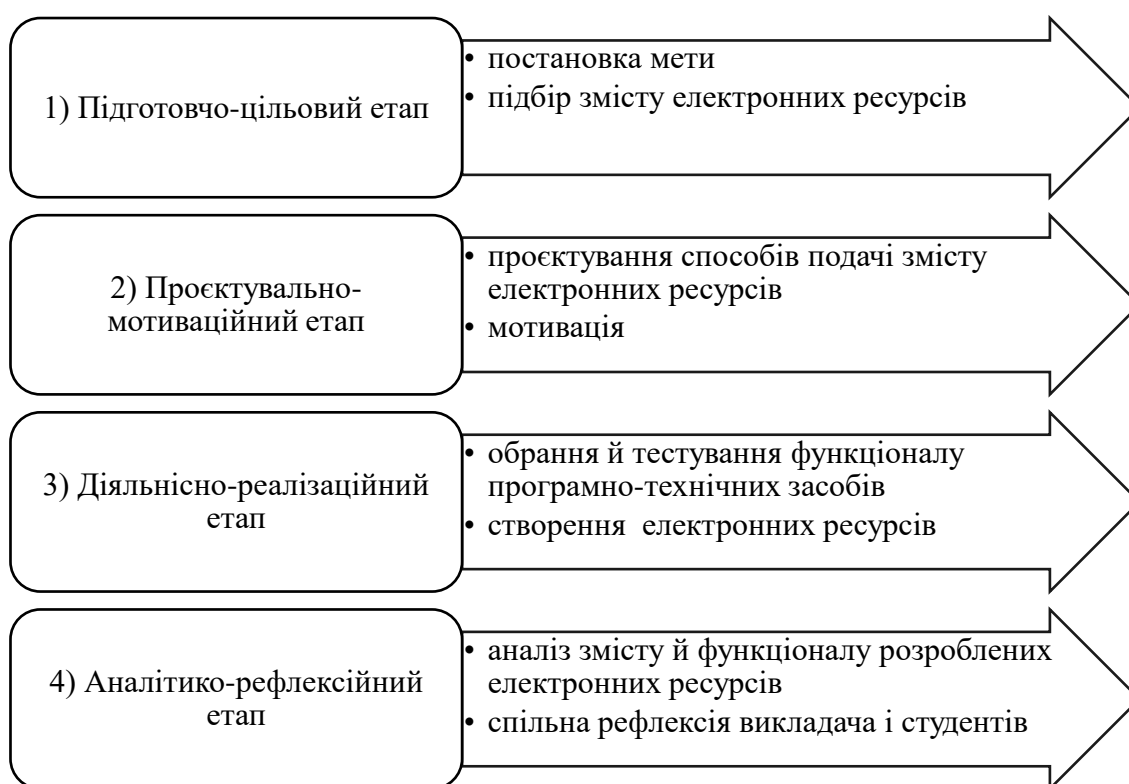 1) Підготовчо-цільовий етап
• постановка мети
• підбір змісту електронних ресурсів
2) Проєктувально-
мотиваційний етап
• проєктування способів подачі змісту
електронних ресурсів
• мотивація
3) Діяльнісно-реалізаційний
етап
• обрання й тестування функціоналу
програмно-технічних засобів
• створення  електронних ресурсів
4) Аналітико-рефлексійний
етап
• аналіз змісту й функціоналу розроблених
електронних ресурсів
• спільна рефлексія викладача і студентів